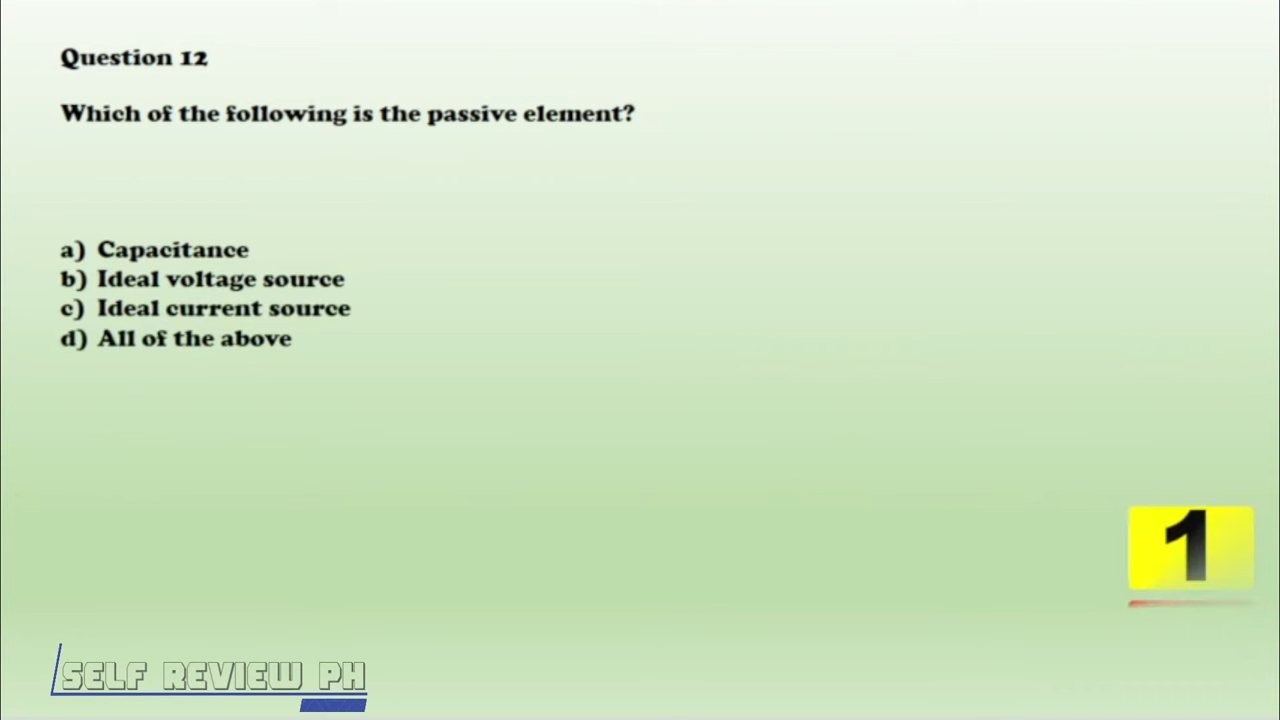 Question 12
Which of the following is the passive element?
a) Capacitance
b) Ideal voltage source
c) Ideal current source
d) All of the above
1
SELF REVIEW PH